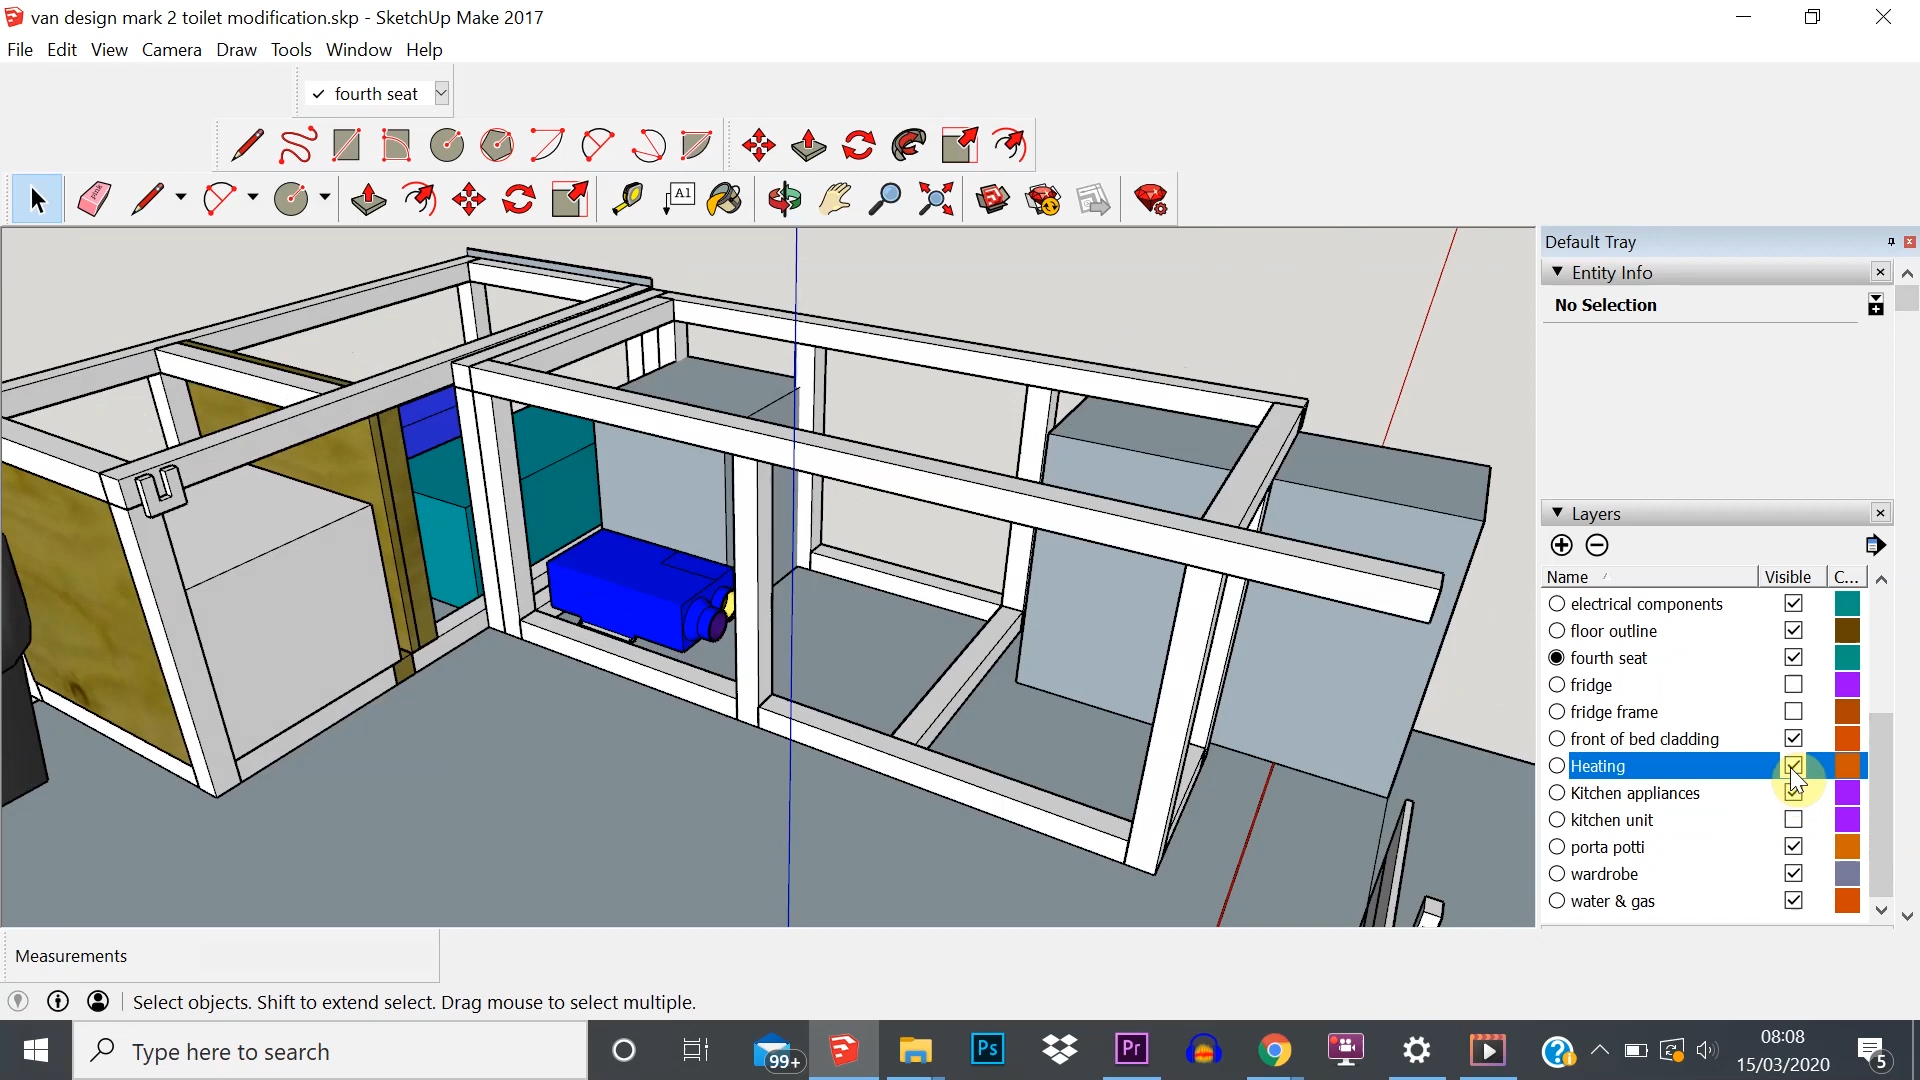 van design mark 2 toilet modification.skp - SketchUp Make 2017
File Edit View Camera Draw Tools Window Help
fourth seat
A1
Default Tray
Entity Info
No Selection
Layers
Name Visible C...
electrical components
floor outline
fourth seat
fridge
fridge frame
front of bed cladding
Heating
Kitchen appliances
kitchen unit
porta potti
wardrobe
water & gas
Measurements
Select objects. Shift to extend select. Drag mouse to select multiple.
Type here to search
99+
Ps
Pr
08:08
15/03/2020
5